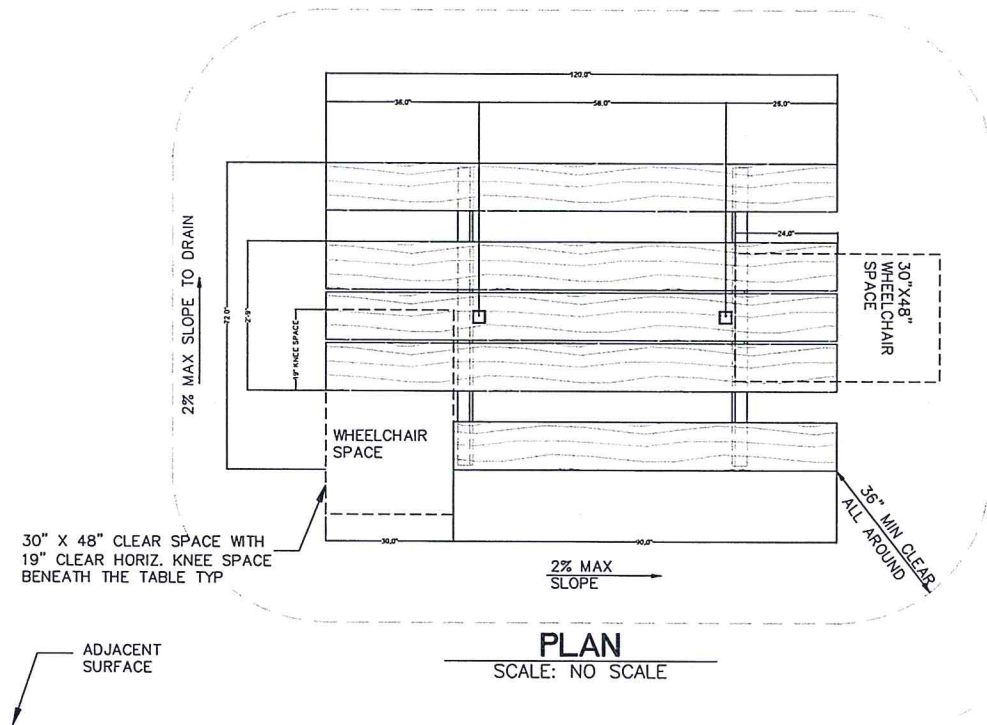 120.0"
36.0"
58.0"
26.0"
2% MAX SLOPE TO DRAIN
72.0"
2'-9"
19" KNEE SPACE
24.0"
30"X48"
WHEELCHAIR
SPACE
WHEELCHAIR
SPACE
30" X 48" CLEAR SPACE WITH
19" CLEAR HORIZ. KNEE SPACE
BENEATH THE TABLE TYP
30.0"
90.0"
36" MIN CLEAR
ALL AROUND
2% MAX
SLOPE
PLAN
SCALE: NO SCALE
ADJACENT
SURFACE